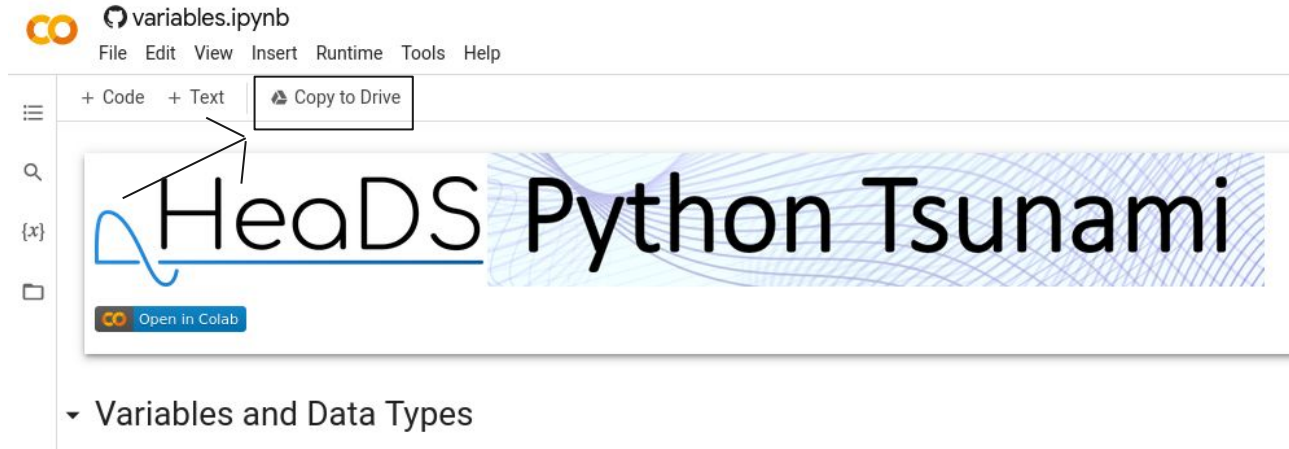 variables.ipynb
File Edit View Insert Runtime Tools Help
+ Code + Text Copy to Drive
HeaDS Python Tsunami
{x}
CO Open in Colab
Variables and Data Types